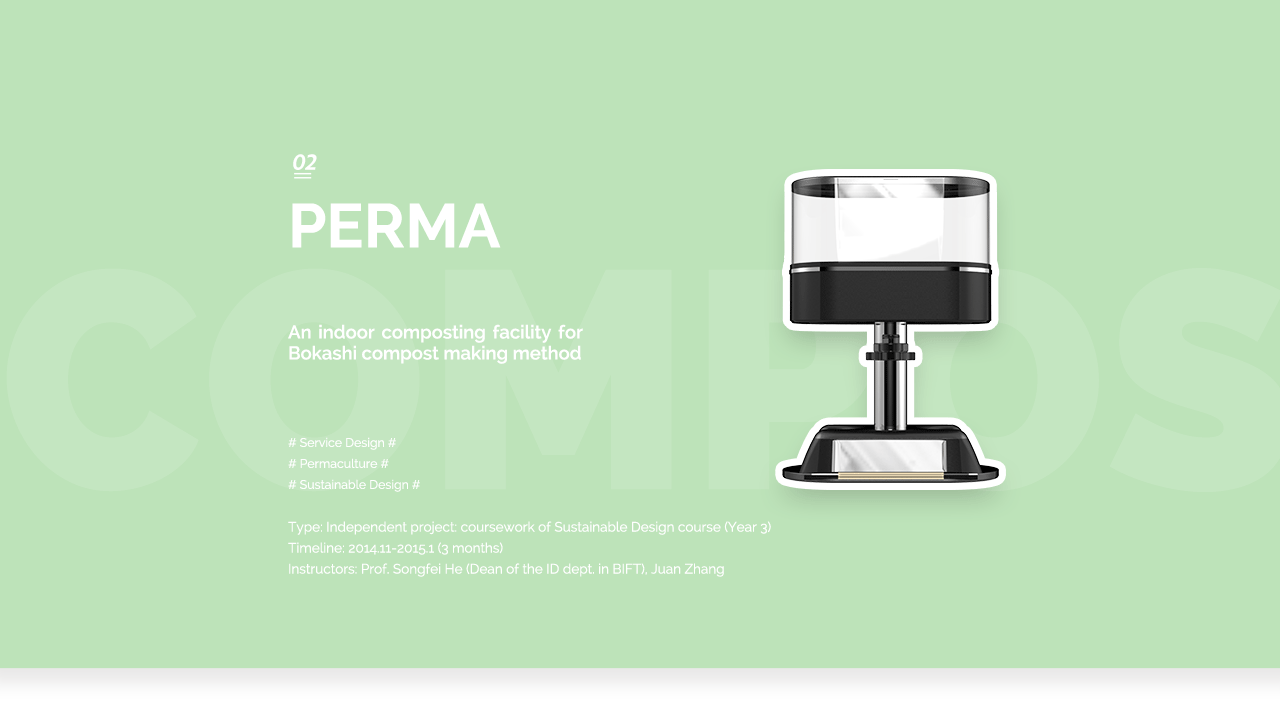 02
PERMA
COMPOS
An indoor composting facility for
Bokashi compost making method
# Service Design #
# Permaculture #
# Sustainable Design #
Type: Independent project: coursework of Sustainable Design course (Year 3)
Timeline: 2014.11-2015.1 (3 months)
Instructors: Prof. Songfei He (Dean of the ID dept. in BIFT), Juan Zhang